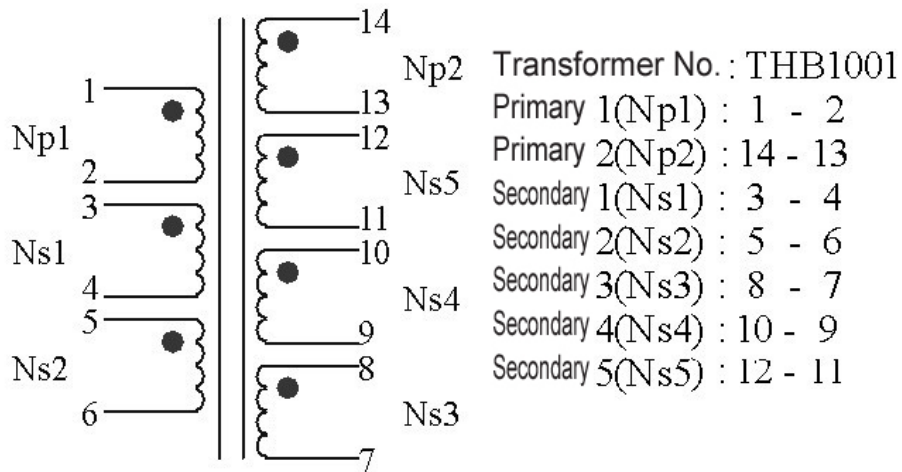 1
Np1
2
3
Ns1
4
5
Ns2
6
14
Np2
13
12
Ns5
11
10
Ns4
9
8
Ns3
7
Transformer No. : THB1001
Primary 1(Np1) : 1 - 2
Primary 2(Np2) : 14 - 13
Secondary 1(Ns1) : 3 - 4
Secondary 2(Ns2) : 5 - 6
Secondary 3(Ns3) : 8 - 7
Secondary 4(Ns4) : 10 - 9
Secondary 5(Ns5) : 12 - 11